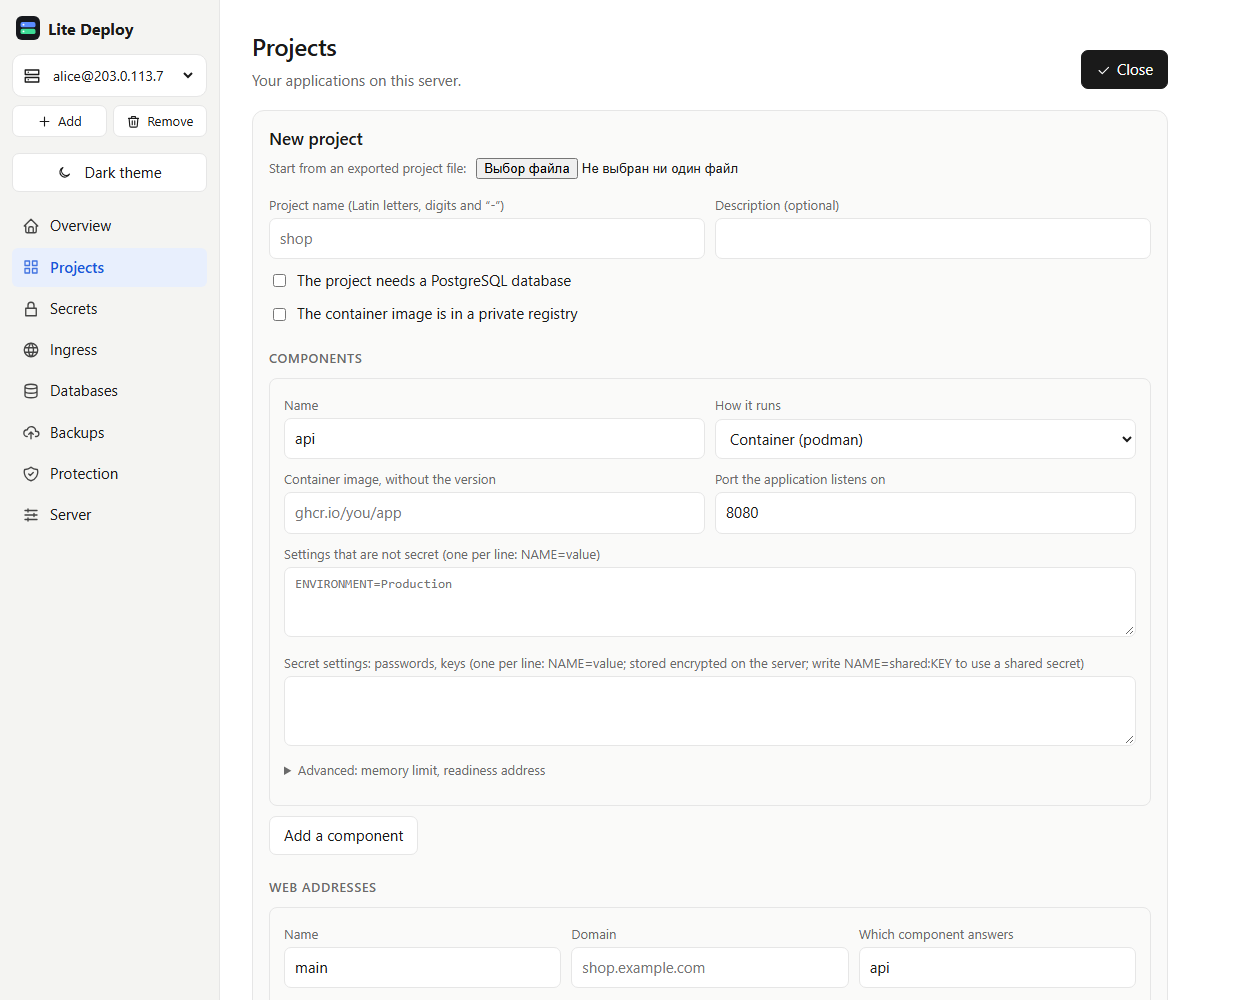 Lite Deploy
alice@203.0.113.7
Add
Remove
Dark theme
Overview
Projects
Secrets
Ingress
Databases
Backups
Protection
Server
Projects
Your applications on this server.
Close
New project
Start from an exported project file: Выбор файла Не выбран ни один файл
Project name (Latin letters, digits and “-”)
Description (optional)
shop
The project needs a PostgreSQL database
The container image is in a private registry
COMPONENTS
Name
How it runs
api
Container (podman)
Container image, without the version
Port the application listens on
ghcr.io/you/app
8080
Settings that are not secret (one per line: NAME=value)
ENVIRONMENT=Production
Secret settings: passwords, keys (one per line: NAME=value; stored encrypted on the server; write NAME=shared:KEY to use a shared secret)
Advanced: memory limit, readiness address
Add a component
WEB ADDRESSES
Name
Domain
Which component answers
main
shop.example.com
api